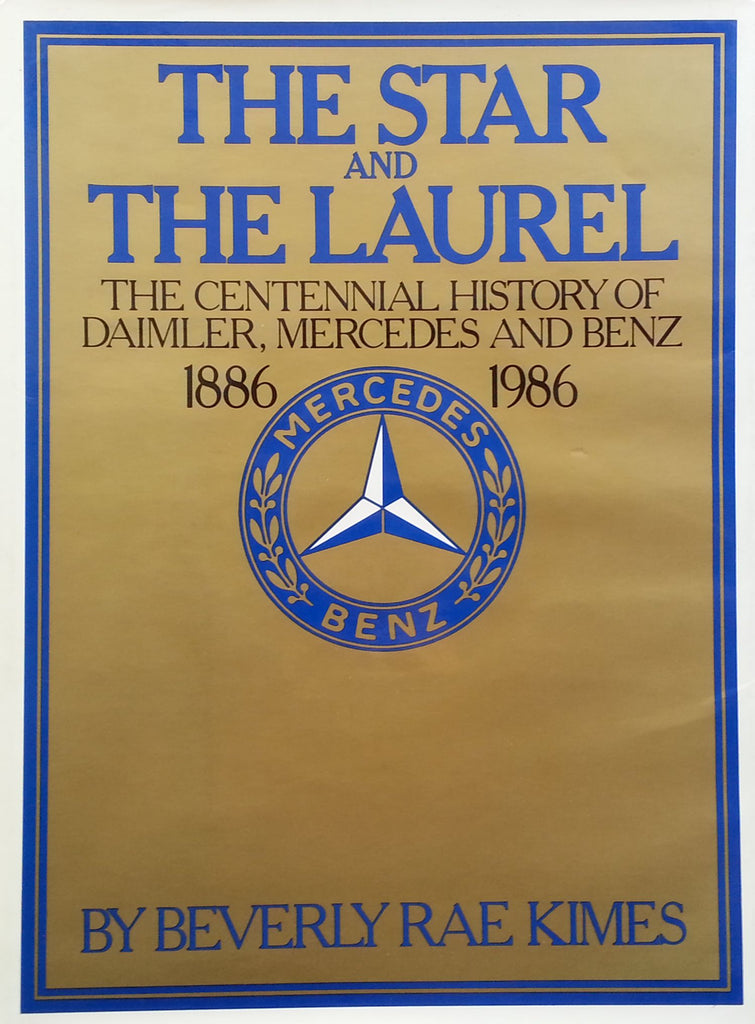 THE STAR
AND
THE LAUREL
THE CENTENNIAL HISTORY OF
DAIMLER, MERCEDES AND BENZ
1886 1986
MERCEDES
BENZ
BY BEVERLY RAE KIMES